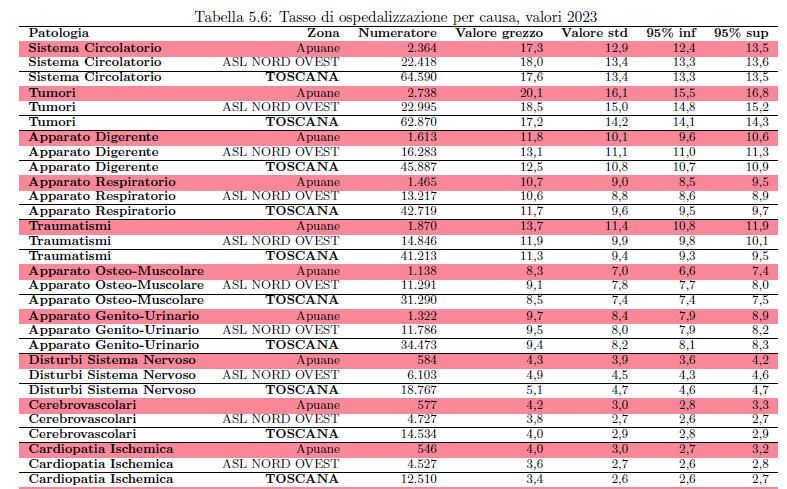 Tabella 5.6: Tasso di ospedalizzazione per causa, valori 2023
Patologia Zona Numeratore Valore grezzo Valore std 95% inf 95% sup
Sistema Circolatorio Apuane 2.364 17,3 12,9 12,4 13,5
Sistema Circolatorio ASL NORD OVEST 22.418 18,0 13,4 13,3 13,6
Sistema Circolatorio TOSCANA 64.590 17,6 13,4 13,3 13,5
Tumori Apuane 2.738 20,1 16,1 15,5 16,8
Tumori ASL NORD OVEST 22.995 18,5 15,0 14,8 15,2
Tumori TOSCANA 62.870 17,2 14,2 14,1 14,3
Apparato Digerente Apuane 1.613 11,8 10,1 9,6 10,6
Apparato Digerente ASL NORD OVEST 16.283 13,1 11,1 11,0 11,3
Apparato Digerente TOSCANA 45.887 12,5 10,8 10,7 10,9
Apparato Respiratorio Apuane 1.465 10,7 9,0 8,5 9,5
Apparato Respiratorio ASL NORD OVEST 13.217 10,6 8,8 8,6 8,9
Apparato Respiratorio TOSCANA 42.719 11,7 9,6 9,5 9,7
Traumatismi Apuane 1.870 13,7 11,4 10,8 11,9
Traumatismi ASL NORD OVEST 14.846 11,9 9,9 9,8 10,1
Traumatismi TOSCANA 41.213 11,3 9,4 9,3 9,5
Apparato Osteo-Muscolare Apuane 1.138 8,3 7,0 6,6 7,4
Apparato Osteo-Muscolare ASL NORD OVEST 11.291 9,1 7,8 7,7 8,0
Apparato Osteo-Muscolare TOSCANA 31.290 8,5 7,4 7,4 7,5
Apparato Genito-Urinario Apuane 1.322 9,7 8,4 7,9 8,9
Apparato Genito-Urinario ASL NORD OVEST 11.786 9,5 8,0 7,9 8,2
Apparato Genito-Urinario TOSCANA 34.473 9,4 8,2 8,1 8,3
Disturbi Sistema Nervoso Apuane 584 4,3 3,9 3,6 4,2
Disturbi Sistema Nervoso ASL NORD OVEST 6.103 4,9 4,5 4,3 4,6
Disturbi Sistema Nervoso TOSCANA 18.767 5,1 4,7 4,6 4,7
Cerebrovascolari Apuane 577 4,2 3,0 2,8 3,3
Cerebrovascolari ASL NORD OVEST 4.727 3,8 2,7 2,6 2,7
Cerebrovascolari TOSCANA 14.534 4,0 2,9 2,8 2,9
Cardiopatia Ischemica Apuane 546 4,0 3,0 2,7 3,2
Cardiopatia Ischemica ASL NORD OVEST 4.527 3,6 2,7 2,6 2,8
Cardiopatia Ischemica TOSCANA 12.510 3,4 2,6 2,6 2,7